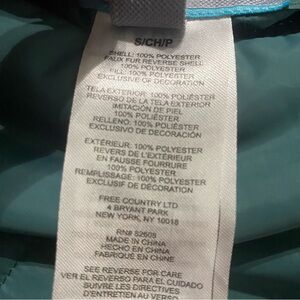 S/CH/P
SHELL: 100% POLYESTER
FAUX FUR REVERSE SHELL:
100% POLYESTER
FILL: 100% POLYESTER
EXCLUSIVE OF DECORATION
TELA EXTERIOR: 100% POLIÉSTER
REVERSO DE LA TELA EXTERIOR
IMITACIÓN DE PIEL
100% POLIÉSTER
RELLENO: 100% POLIÉSTER
EXCLUSIVO DE DECORACIÓN
EXTÉRIEUR: 100% POLYESTER
REVERS DE L'EXTÉRIEUR
EN FAUSSE FOURRURE
100% POLYESTER
REMPLISSAGE: 100% POLYESTER
EXCLUSIF DE DÉCORATION
FREE COUNTRY LTD
4 BRYANT PARK
NEW YORK, NY 10018
RN# 52605
MADE IN CHINA
HECHO EN CHINA
FABRIQUÉ EN CHINE
SEE REVERSE FOR CARE
VER EL REVERSO PARA EL CUIDADO
SUIVRE LES DIRECTIVES
D'ENTRETIEN AU VERSO